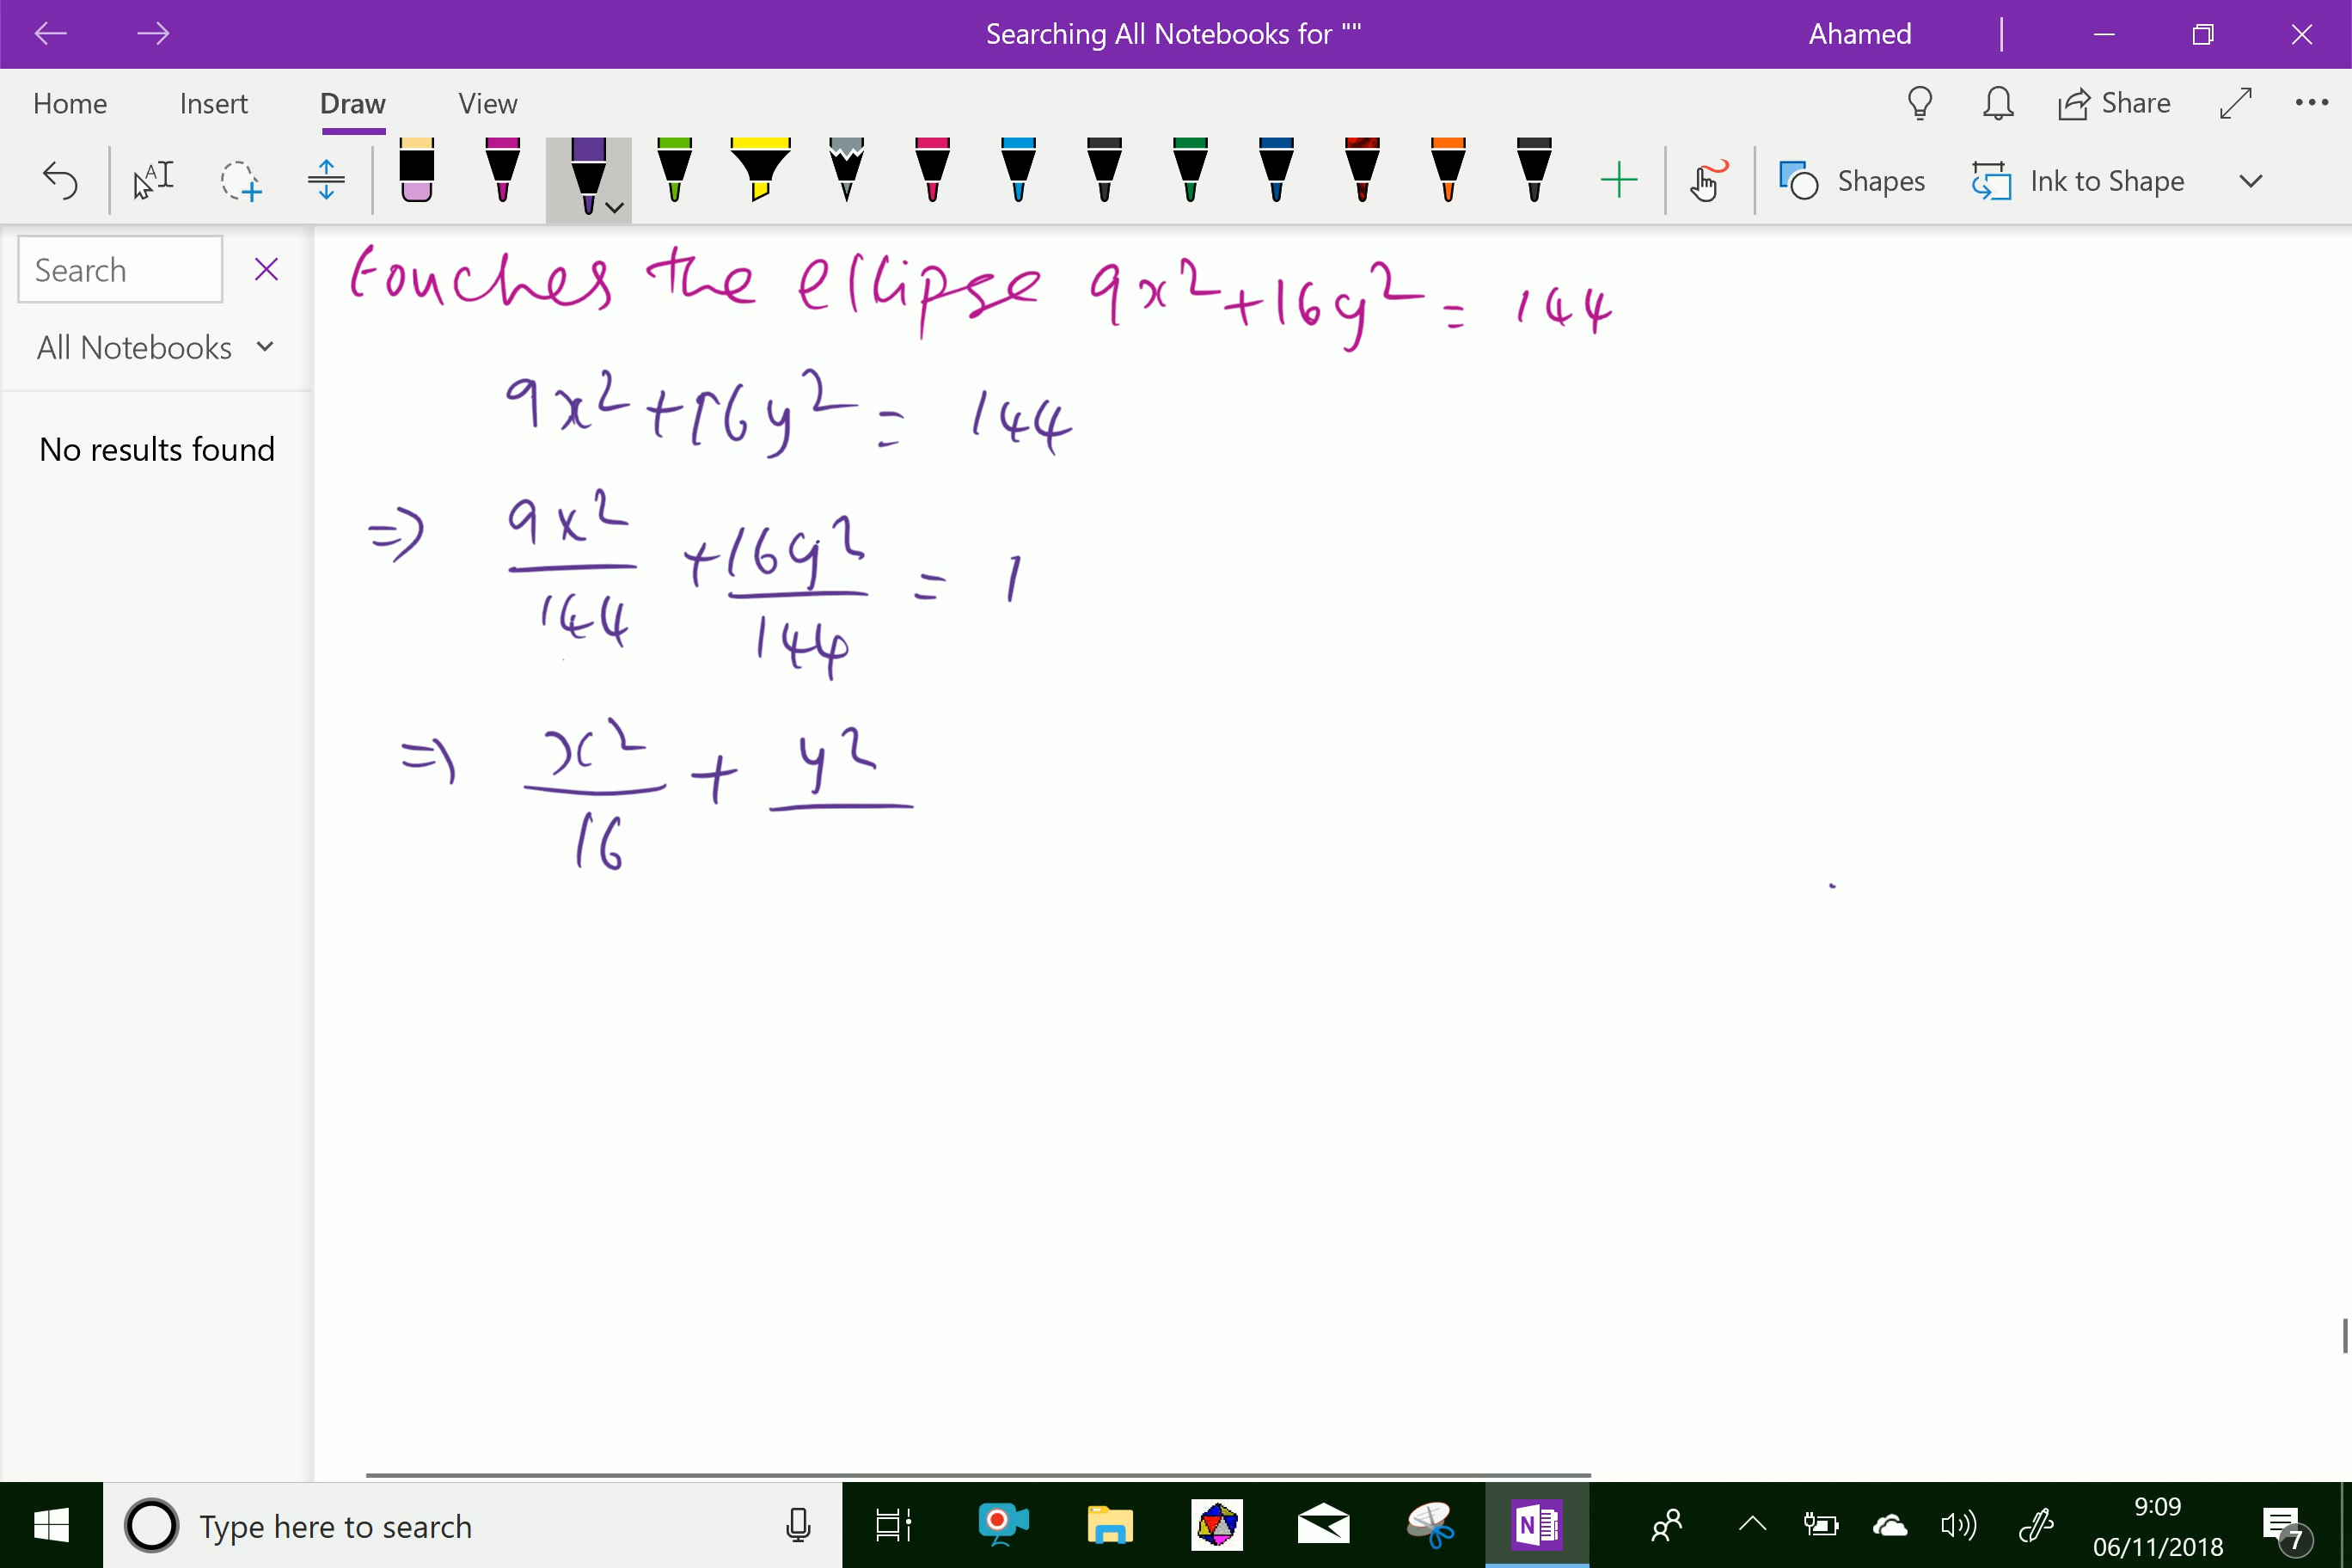 Searching All Notebooks for ""
Ahamed
Home Insert Draw View
Share
Shapes
Ink to Shape
Search
All Notebooks
No results found
touches the ellipse 9x²+16y² = 144
9x²+16y² = 144
⇒ 9x²/144 + 16y²/144 = 1
⇒ x²/16 + y²/
Type here to search
N
9:09
06/11/2018
7